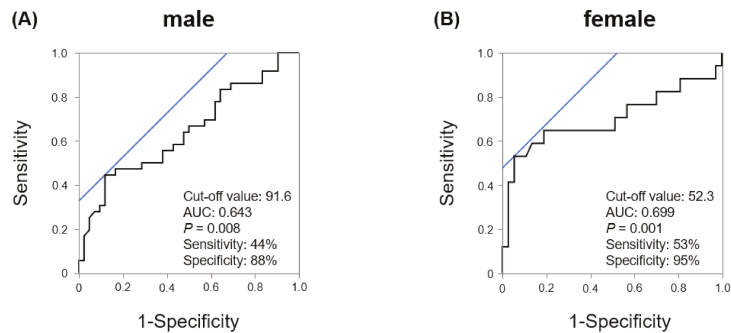 (A) male
1.0
0.8
0.6
0.4
0.2
0
Sensitivity
Cut-off value: 91.6
AUC: 0.643
P = 0.008
Sensitivity: 44%
Specificity: 88%
0 0.2 0.4 0.6 0.8 1.0
1-Specificity
(B) female
1.0
0.8
0.6
0.4
0.2
0
Sensitivity
Cut-off value: 52.3
AUC: 0.699
P = 0.001
Sensitivity: 53%
Specificity: 95%
0 0.2 0.4 0.6 0.8 1.0
1-Specificity